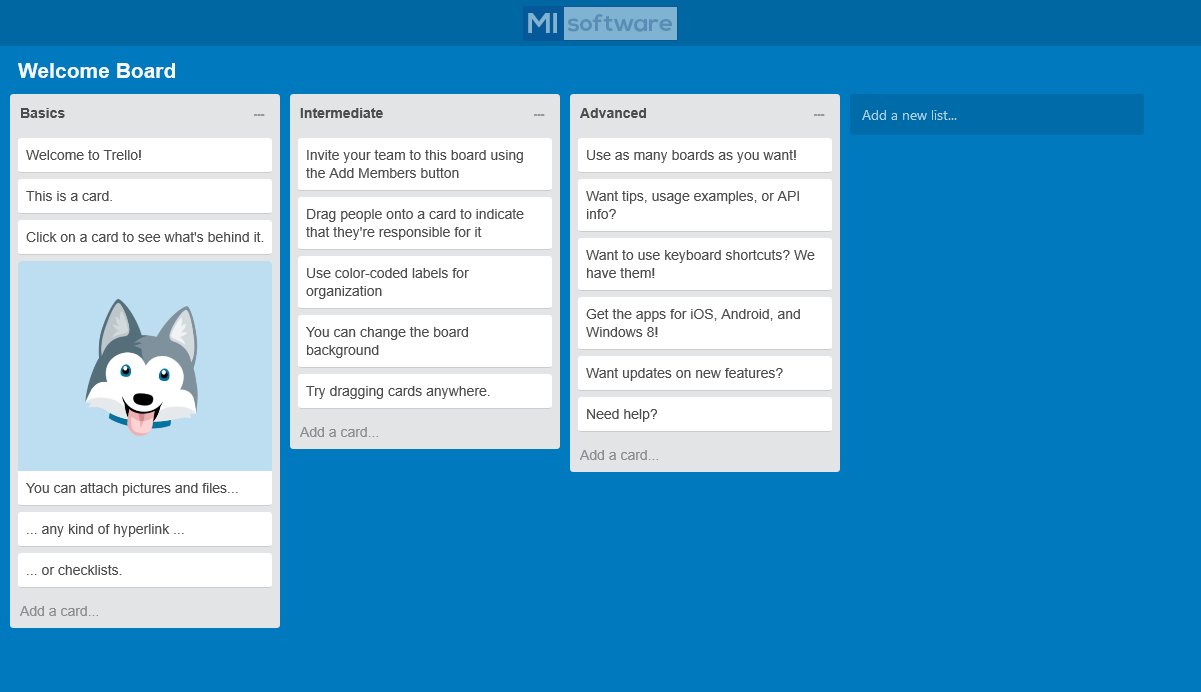 MI software
Welcome Board
Basics
Welcome to Trello!
This is a card.
Click on a card to see what's behind it.
You can attach pictures and files...
... any kind of hyperlink ...
... or checklists.
Add a card...
Intermediate
Invite your team to this board using
the Add Members button
Drag people onto a card to indicate
that they're responsible for it
Use color-coded labels for
organization
You can change the board
background
Try dragging cards anywhere.
Add a card...
Advanced
Use as many boards as you want!
Want tips, usage examples, or API
info?
Want to use keyboard shortcuts? We
have them!
Get the apps for iOS, Android, and
Windows 8!
Want updates on new features?
Need help?
Add a card...
Add a new list...